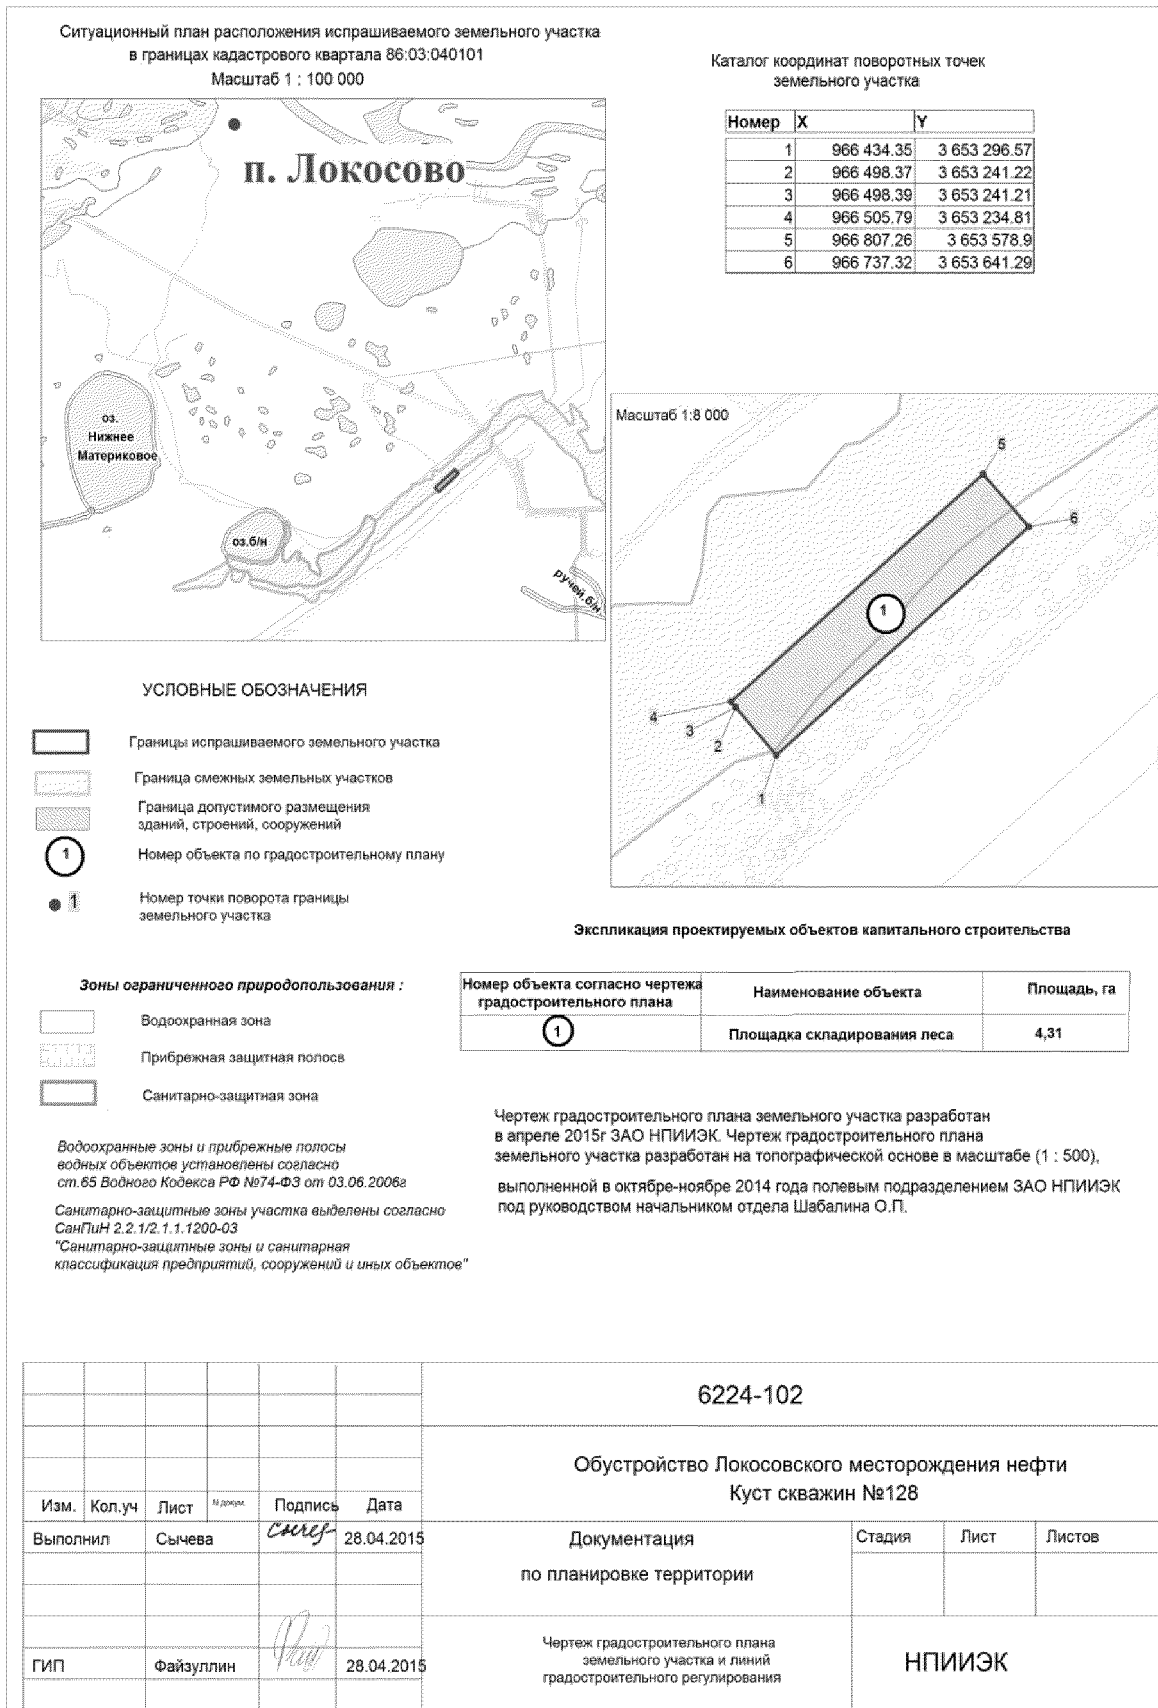 Ситуационный план расположения испрашиваемого земельного участка
в границах кадастрового квартала 86:03:040101
Масштаб 1 : 100 000
п. Локосово
оз.
Нижнее
Материковое
оз.б/н
ручей, б/н
Каталог координат поворотных точек
земельного участка
Номер X Y
1 966 434.35 3 653 296.57
2 966 498.37 3 653 241.22
3 966 498.39 3 653 241.21
4 966 505.79 3 653 234.81
5 966 807.26 3 653 578.9
6 966 737.32 3 653 641.29
Масштаб 1:8 000
5
6
1
4
3
2
1
УСЛОВНЫЕ ОБОЗНАЧЕНИЯ
Границы испрашиваемого земельного участка
Граница смежных земельных участков
Граница допустимого размещения
зданий, строений, сооружений
1 Номер объекта по градостроительному плану
1 Номер точки поворота границы
земельного участка
Зоны ограниченного природопользования :
Водоохранная зона
Прибрежная защитная полосв
Санитарно-защитная зона
Водоохранные зоны и прибрежные полосы
водных объектов установлены согласно
ст.65 Водного Кодекса РФ №74-ФЗ от 03.06.2006г
Санитарно-защитные зоны участка выделены согласно
СанПиН 2.2.1/2.1.1.1200-03
"Санитарно-защитные зоны и санитарная
классификация предприятий, сооружений и иных объектов"
Экспликация проектируемых объектов капитального строительства
Номер объекта согласно чертежа
градостроительного плана
Наименование объекта
Площадь, га
1 Площадка складирования леса 4,31
Чертеж градостроительного плана земельного участка разработан
в апреле 2015г ЗАО НПИИЭК. Чертеж градостроительного плана
земельного участка разработан на топографической основе в масштабе (1 : 500),
выполненной в октябре-ноябре 2014 года полевым подразделением ЗАО НПИИЭК
под руководством начальником отдела Шабалина О.П.
6224-102
Обустройство Локосовского месторождения нефти
Куст скважин №128
Изм. Кол.уч Лист № докум. Подпись Дата
Выполнил Сычева 28.04.2015
Документация
по планировке территории
Стадия Лист Листов
ГИП Файзуллин 28.04.2015
Чертеж градостроительного плана
земельного участка и линий
градостроительного регулирования
НПИИЭК